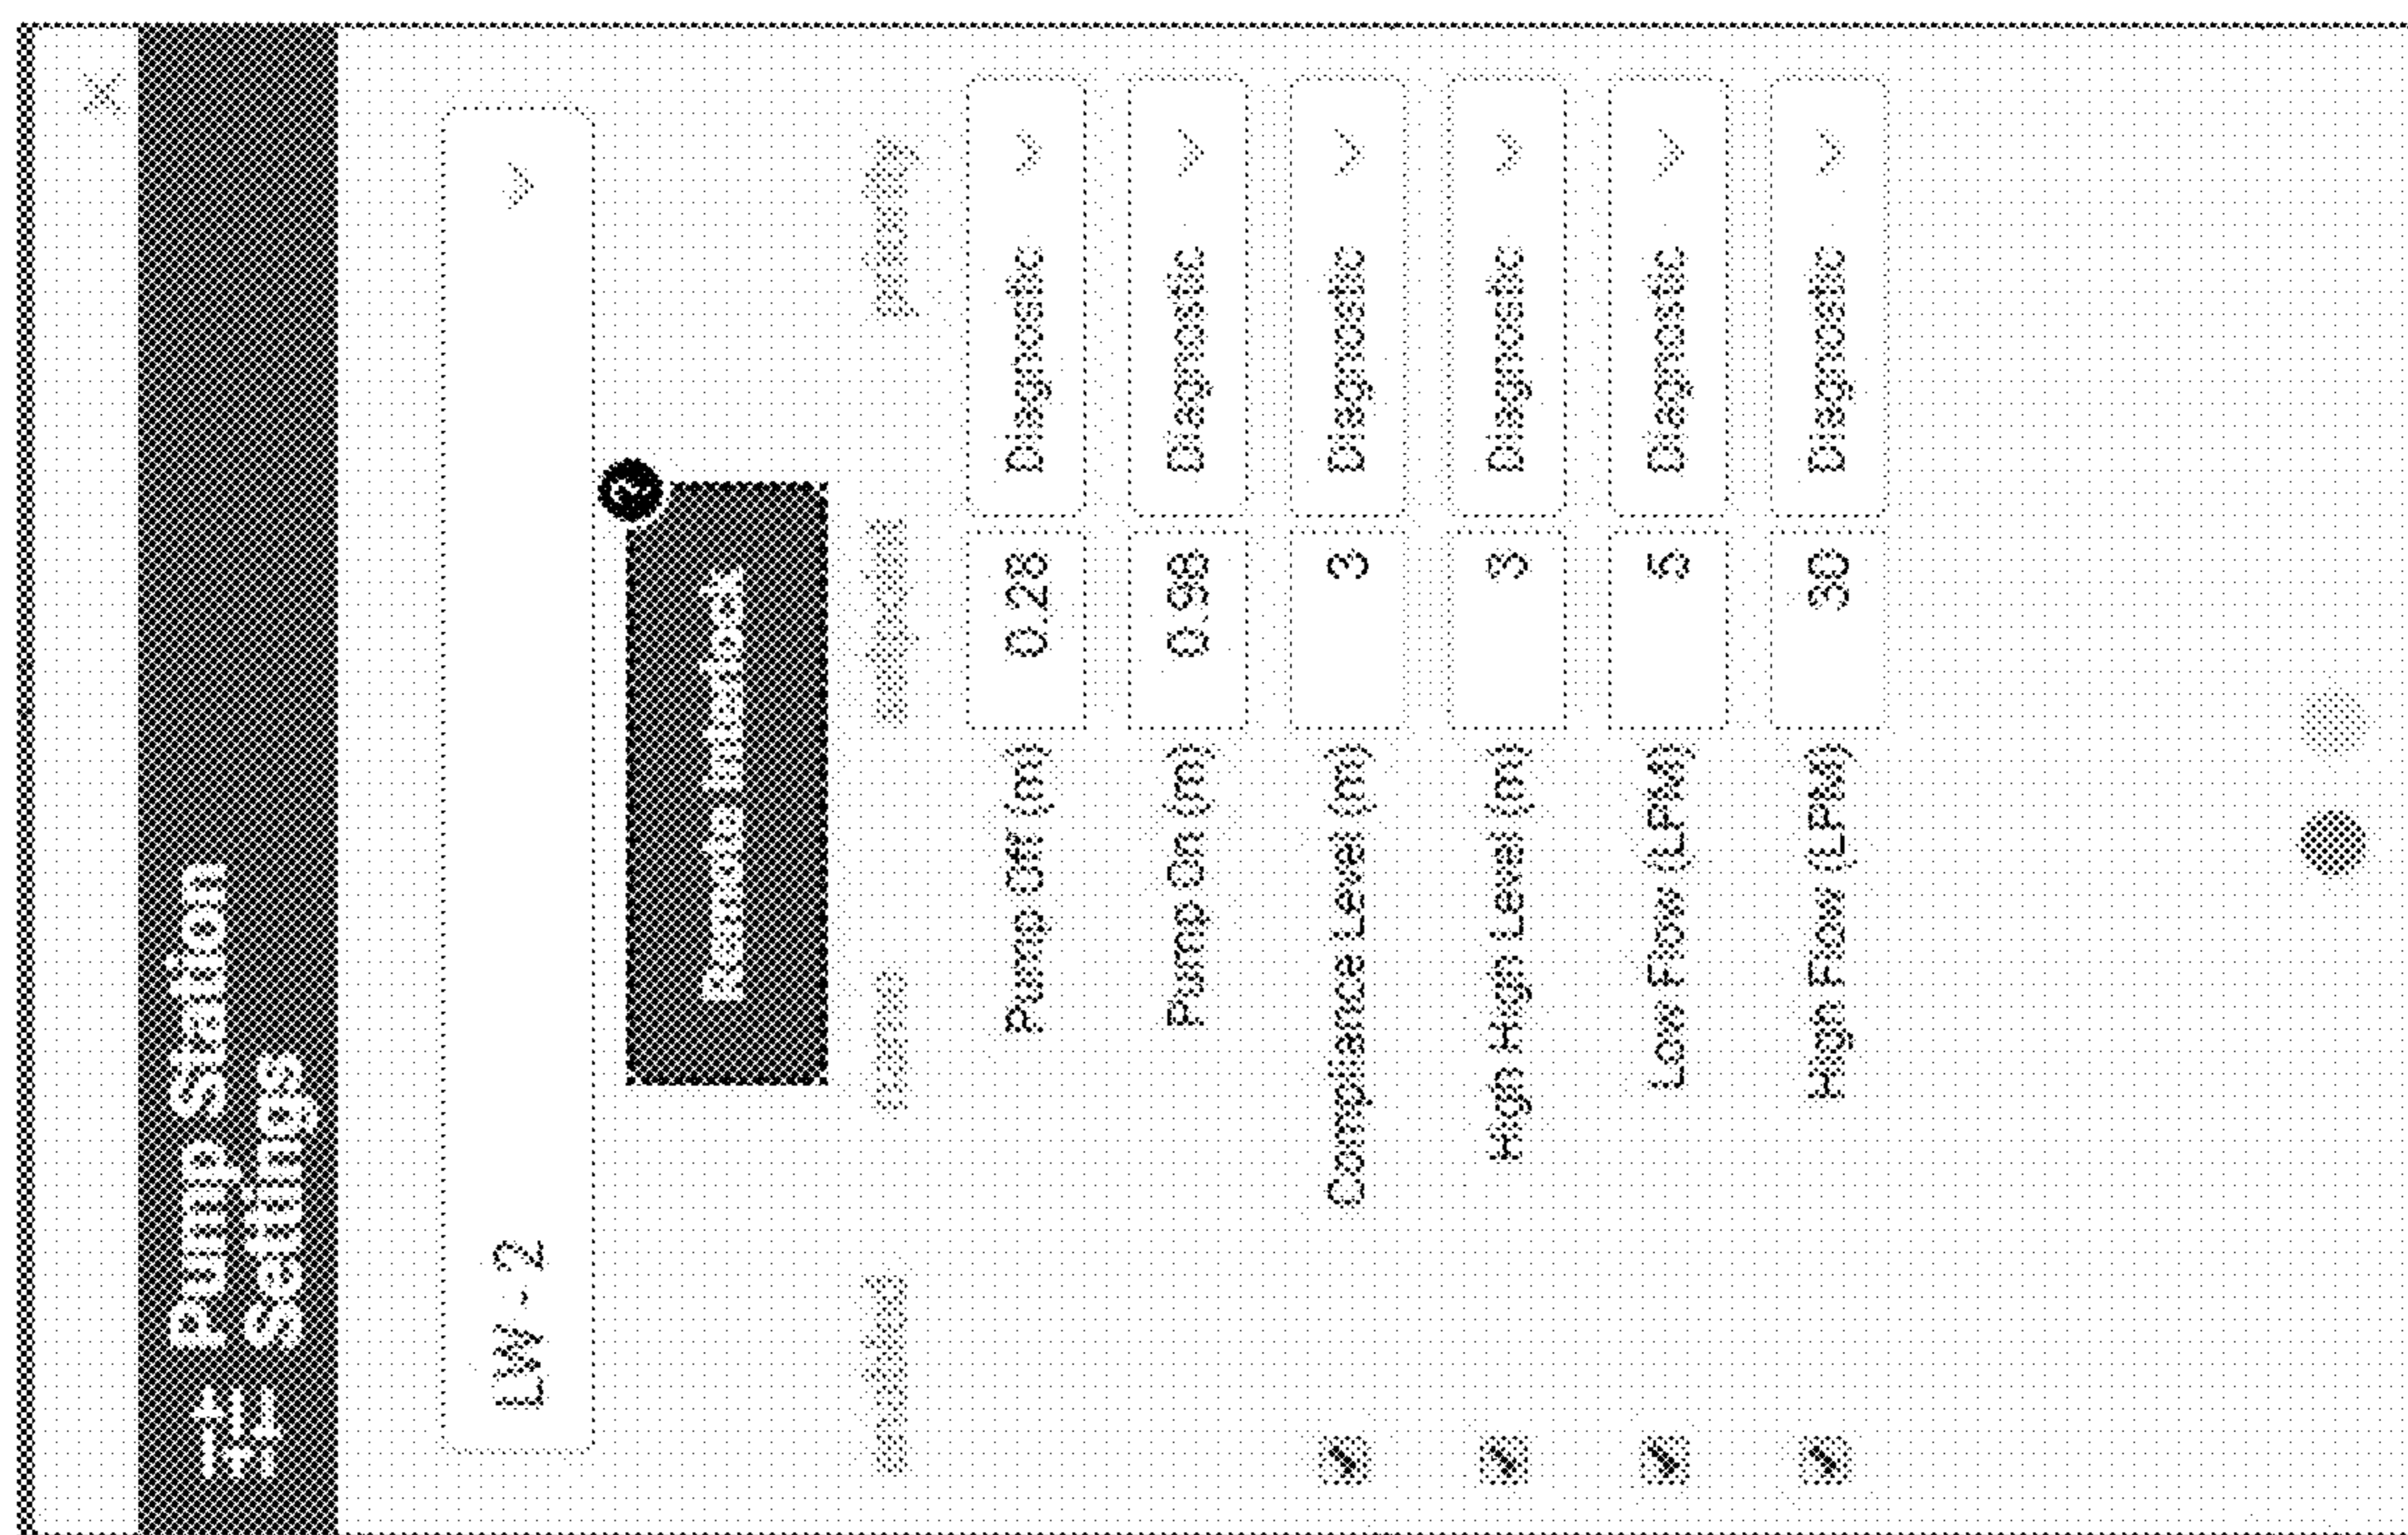 Pump Station
Settings
LW - 2
2
Remote Interlock
Pump Off (m) 0.28 Diagnostic
Pump On (m) 0.98 Diagnostic
Compliance Level (m) 3 Diagnostic
High High Level (m) 3 Diagnostic
Low Flow (LPM) 5 Diagnostic
High Flow (LPM) 30 Diagnostic